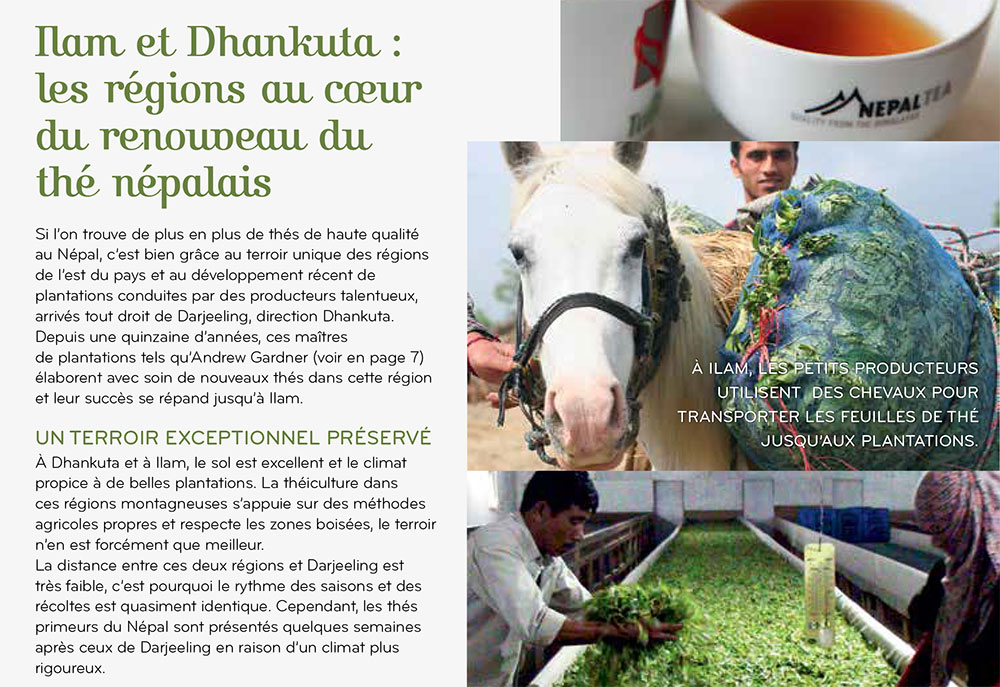 Ilam et Dhankuta :
les régions au cœur
du renouveau du
thé népalais
Si l'on trouve de plus en plus de thés de haute qualité
au Népal, c'est bien grâce au terroir unique des régions
de l'est du pays et au développement récent de
plantations conduites par des producteurs talentueux,
arrivés tout droit de Darjeeling, direction Dhankuta.
Depuis une quinzaine d'années, ces maîtres
de plantations tels qu'Andrew Gardner (voir en page 7)
élaborent avec soin de nouveaux thés dans cette région
et leur succès se répand jusqu'à Ilam.
UN TERROIR EXCEPTIONNEL PRÉSERVÉ
À Dhankuta et à Ilam, le sol est excellent et le climat
propice à de belles plantations. La théiculture dans
ces régions montagneuses s'appuie sur des méthodes
agricoles propres et respecte les zones boisées, le terroir
n'en est forcément que meilleur.
La distance entre ces deux régions et Darjeeling est
très faible, c'est pourquoi le rythme des saisons et des
récoltes est quasiment identique. Cependant, les thés
primeurs du Népal sont présentés quelques semaines
après ceux de Darjeeling en raison d'un climat plus
rigoureux.
NEPALTEA
QUALITY FROM THE HIMALAYAS
À ILAM, LES PETITS PRODUCTEURS
UTILISENT DES CHEVAUX POUR
TRANSPORTER LES FEUILLES DE THÉ
JUSQU'AUX PLANTATIONS.